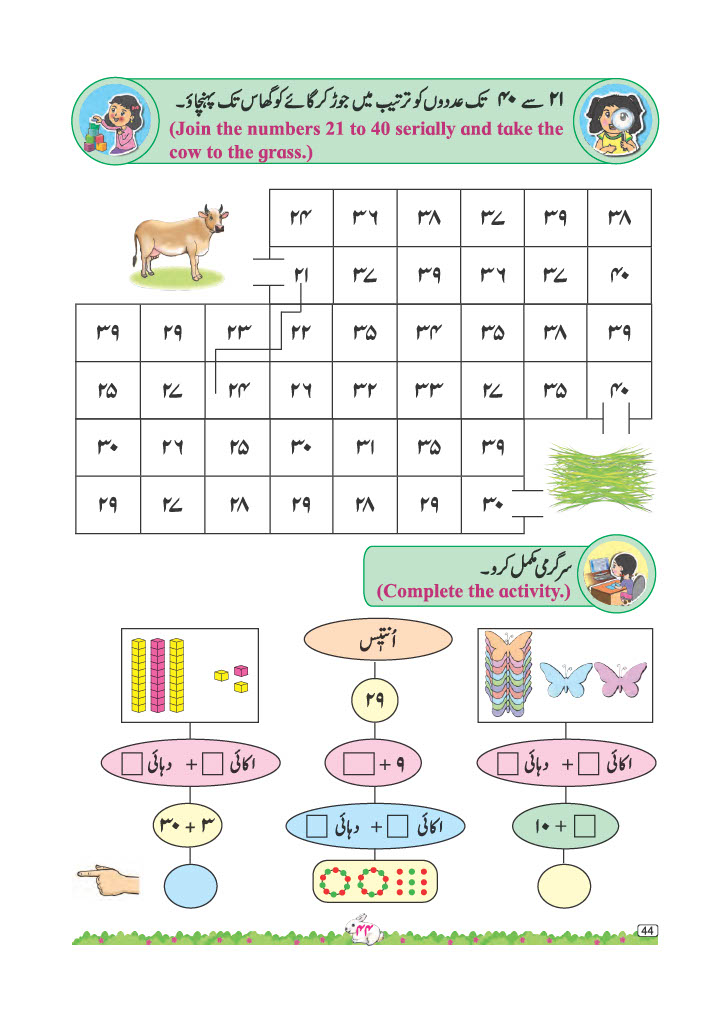 ۲۱ سے ۴۰ تک عددوں کو ترتیب میں جوڑ کر گائے کو گھاس تک پہنچاؤ۔
(Join the numbers 21 to 40 serially and take the
cow to the grass.)
۲۴ ۳۶ ۳۸ ۳۷ ۳۹ ۳۸
۲۱ ۳۷ ۳۹ ۳۶ ۳۷ ۴۰
۳۹ ۲۹ ۲۳ ۲۲ ۳۵ ۳۴ ۳۵ ۳۸ ۳۹
۲۵ ۲۷ ۲۴ ۲۶ ۳۲ ۳۳ ۲۷ ۳۵ ۴۰
۳۰ ۲۶ ۲۵ ۳۰ ۳۱ ۳۵ ۳۹
۲۹ ۲۷ ۲۸ ۲۹ ۲۸ ۲۹ ۳۰
سرگرمی مکمل کرو۔
(Complete the activity.)
اُنتیس
۲۹
□ دہائی + □ اکائی
□ + ۹
□ دہائی + □ اکائی
۳۰ + ۳
□ دہائی + □ اکائی
۱۰ + □
۴۴
44